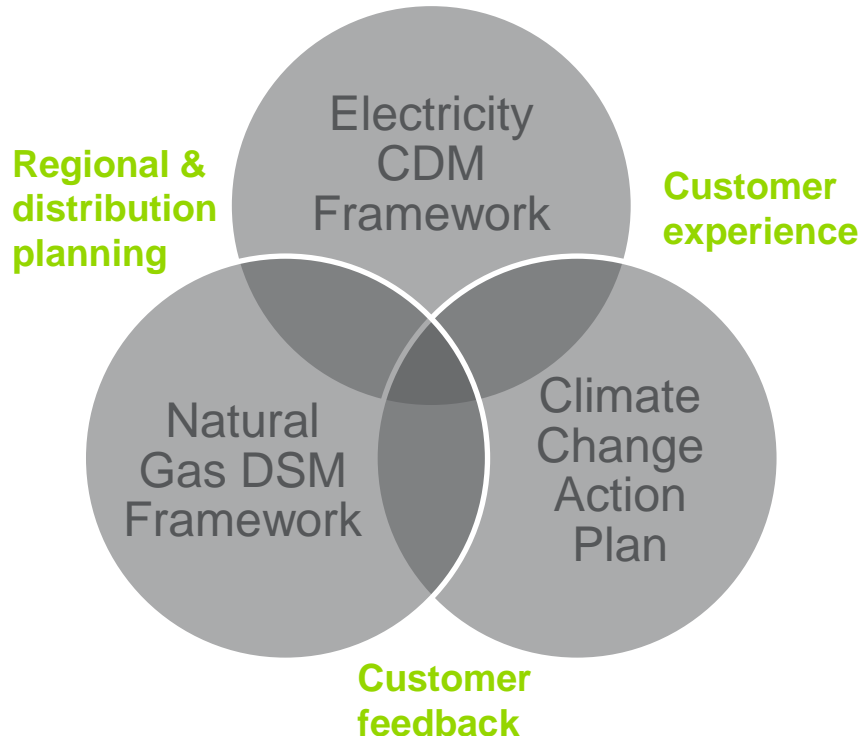 Electricity
CDM
Framework
Regional &
distribution
planning
Customer
experience
Natural
Gas DSM
Framework
Climate
Change
Action
Plan
Customer
feedback